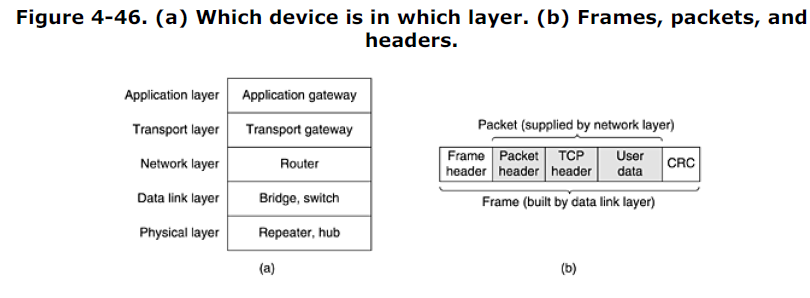 Figure 4-46. (a) Which device is in which layer. (b) Frames, packets, and
headers.
Application layer Application gateway
Transport layer Transport gateway
Network layer Router
Data link layer Bridge, switch
Physical layer Repeater, hub
(a)
Packet (supplied by network layer)
Frame header Packet header TCP header User data CRC
Frame (built by data link layer)
(b)